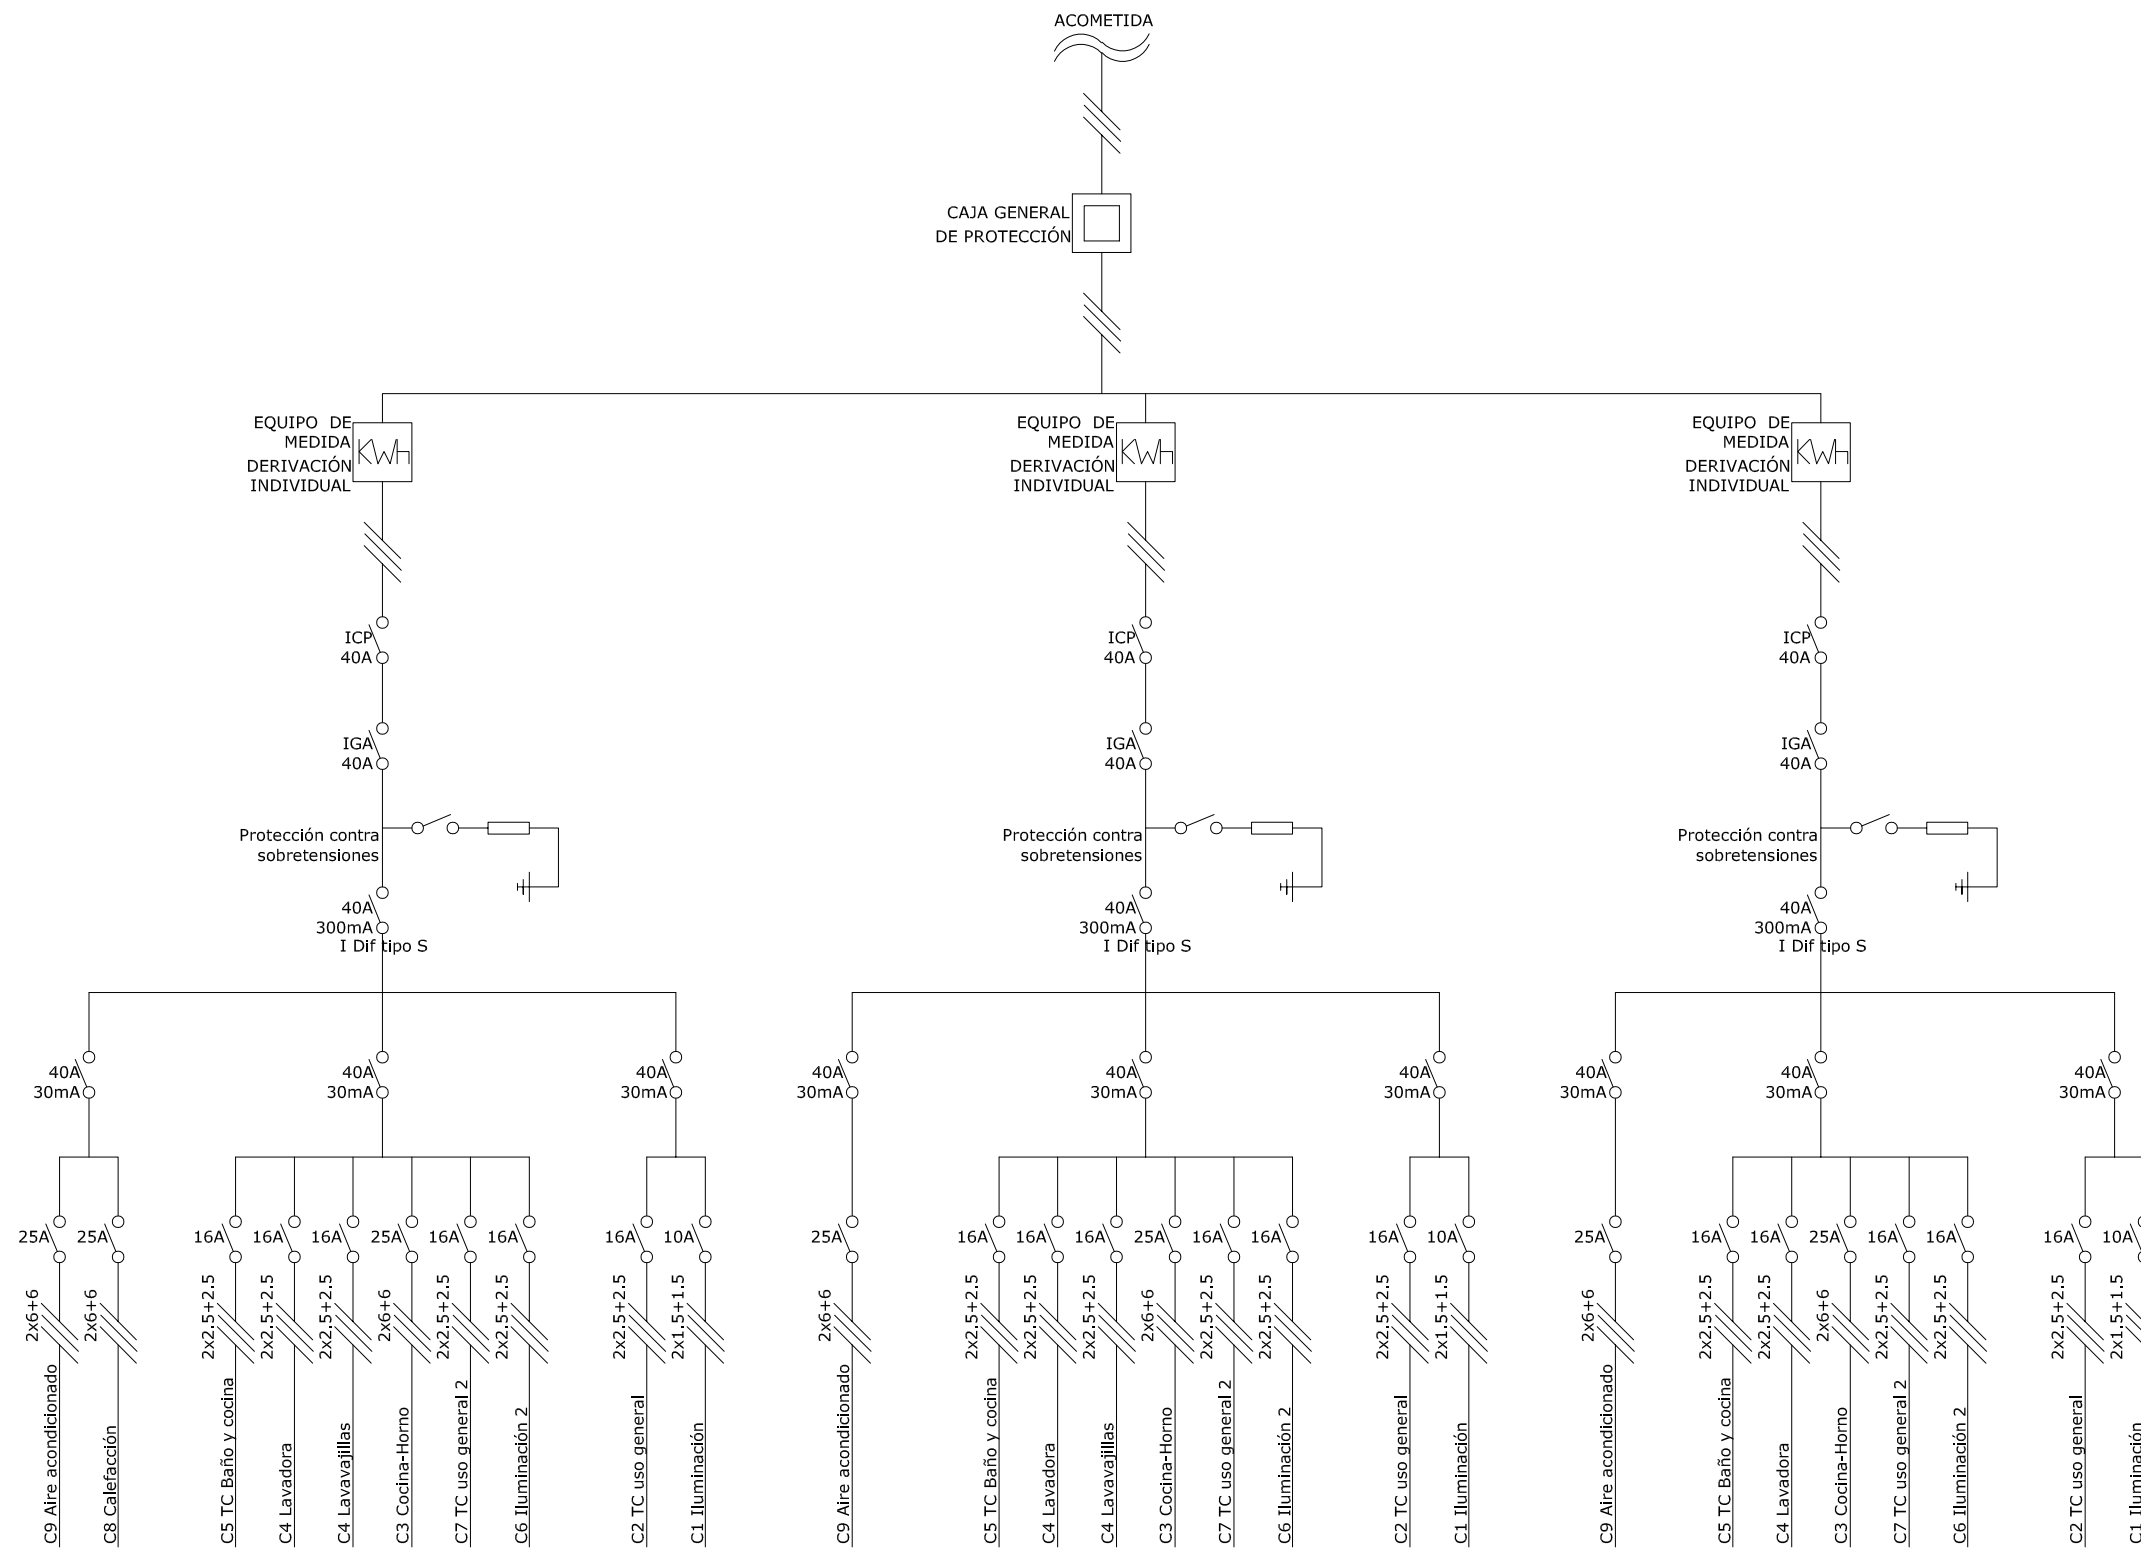 ACOMETIDA
CAJA GENERAL
DE PROTECCIÓN
EQUIPO DE
MEDIDA
DERIVACIÓN
INDIVIDUAL
KWh
EQUIPO DE
MEDIDA
DERIVACIÓN
INDIVIDUAL
KWh
EQUIPO DE
MEDIDA
DERIVACIÓN
INDIVIDUAL
KWh
ICP
40A
ICP
40A
ICP
40A
IGA
40A
IGA
40A
IGA
40A
Protección contra
sobretensiones
Protección contra
sobretensiones
Protección contra
sobretensiones
40A
300mA
I Dif tipo S
40A
300mA
I Dif tipo S
40A
300mA
I Dif tipo S
40A
30mA
40A
30mA
40A
30mA
40A
30mA
40A
30mA
40A
30mA
40A
30mA
40A
30mA
40A
30mA
25A
25A
16A
16A
16A
25A
16A
16A
16A
10A
25A
16A
16A
16A
25A
16A
16A
16A
10A
25A
16A
16A
25A
16A
16A
16A
10A
2x6+6
2x6+6
2x2.5+2.5
2x2.5+2.5
2x2.5+2.5
2x6+6
2x2.5+2.5
2x2.5+2.5
2x2.5+2.5
2x1.5+1.5
2x6+6
2x2.5+2.5
2x2.5+2.5
2x2.5+2.5
2x6+6
2x2.5+2.5
2x2.5+2.5
2x2.5+2.5
2x1.5+1.5
2x6+6
2x2.5+2.5
2x2.5+2.5
2x6+6
2x2.5+2.5
2x2.5+2.5
2x2.5+2.5
2x1.5+1.5
C9 Aire acondicionado
C8 Calefacción
C5 TC Baño y cocina
C4 Lavadora
C4 Lavavajillas
C3 Cocina-Horno
C7 TC uso general 2
C6 Iluminación 2
C2 TC uso general
C1 Iluminación
C9 Aire acondicionado
C5 TC Baño y cocina
C4 Lavadora
C4 Lavavajillas
C3 Cocina-Horno
C7 TC uso general 2
C6 Iluminación 2
C2 TC uso general
C1 Iluminación
C9 Aire acondicionado
C5 TC Baño y cocina
C4 Lavadora
C3 Cocina-Horno
C7 TC uso general 2
C6 Iluminación 2
C2 TC uso general
C1 Iluminación